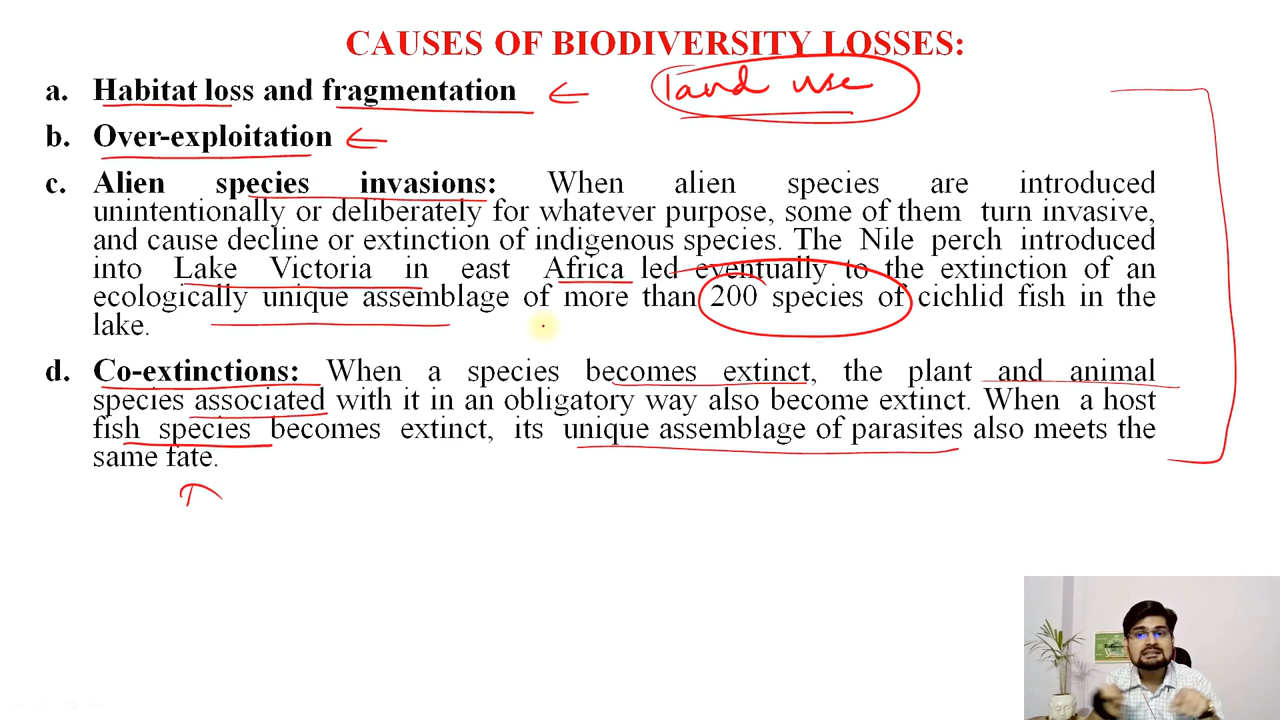 CAUSES OF BIODIVERSITY LOSSES:
a. Habitat loss and fragmentation ← land use
b. Over-exploitation ←
c. Alien species invasions: When alien species are introduced
unintentionally or deliberately for whatever purpose, some of them turn invasive,
and cause decline or extinction of indigenous species. The Nile perch introduced
into Lake Victoria in east Africa led eventually to the extinction of an
ecologically unique assemblage of more than 200 species of cichlid fish in the
lake.
d. Co-extinctions: When a species becomes extinct, the plant and animal
species associated with it in an obligatory way also become extinct. When a host
fish species becomes extinct, its unique assemblage of parasites also meets the
same fate.